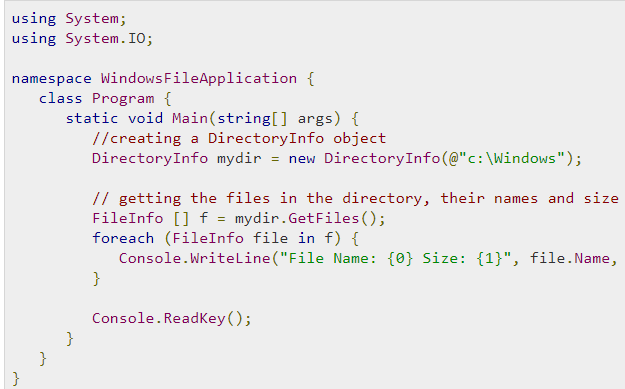 using System;
using System.IO;
namespace WindowsFileApplication {
class Program {
static void Main(string[] args) {
//creating a DirectoryInfo object
DirectoryInfo mydir = new DirectoryInfo(@"c:\Windows");
// getting the files in the directory, their names and size
FileInfo [] f = mydir.GetFiles();
foreach (FileInfo file in f) {
Console.WriteLine("File Name: {0} Size: {1}", file.Name,
}
Console.ReadKey();
}
}
}